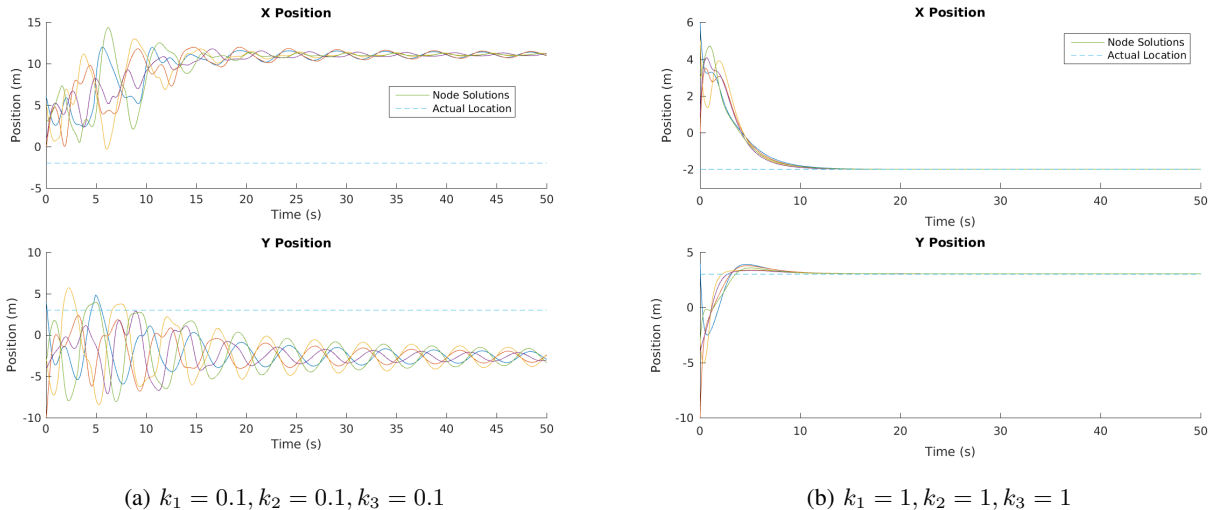 X Position
Position (m)
15
10
5
0
-5
0 5 10 15 20 25 30 35 40 45 50
Time (s)
Node Solutions
Actual Location
Y Position
Position (m)
10
5
0
-5
-10
0 5 10 15 20 25 30 35 40 45 50
Time (s)
(a) k₁ = 0.1, k₂ = 0.1, k₃ = 0.1
X Position
Position (m)
6
4
2
0
-2
0 10 20 30 40 50
Time (s)
Node Solutions
Actual Location
Y Position
Position (m)
5
0
-5
-10
0 10 20 30 40 50
Time (s)
(b) k₁ = 1, k₂ = 1, k₃ = 1